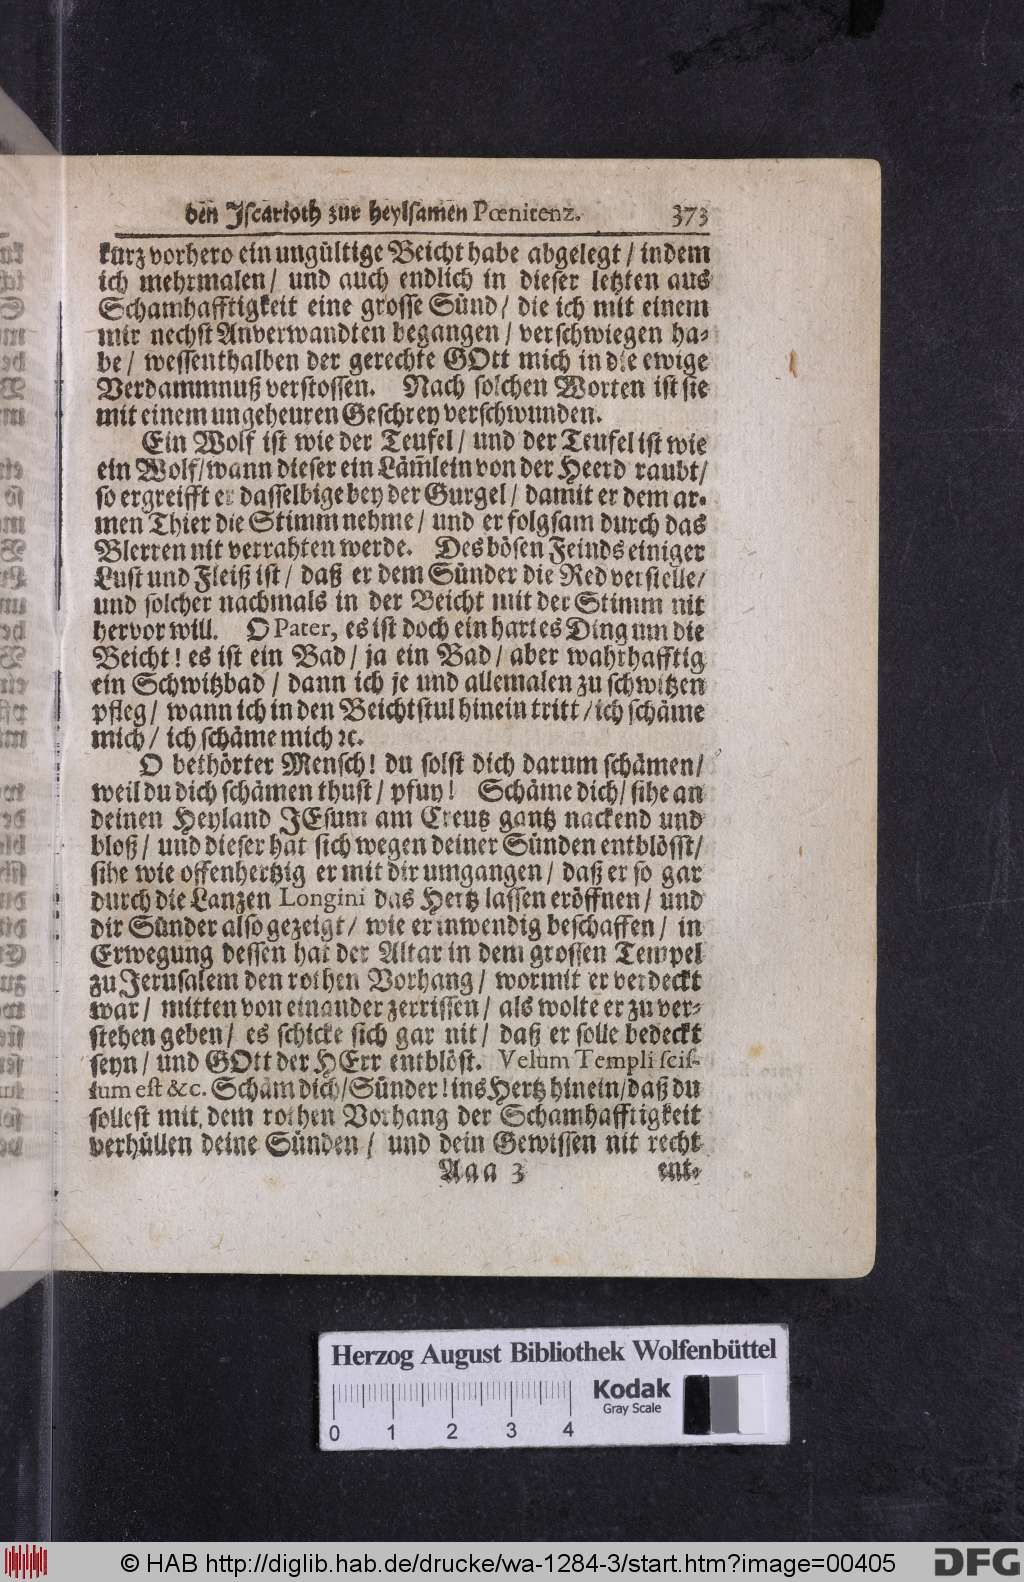 den Iscarioth zur heylsamen Pœnitenz. 373
kurz vorhero ein ungültige Beicht habe abgelegt / indem
ich mehrmalen / und auch endlich in dieser letzten aus
Schamhafftigkeit eine grosse Sünd / die ich mit einem
mir nechst Anverwandten begangen / verschwiegen ha-
be / wessenthalben der gerechte GOtt mich in die ewige
Verdammnuß verstossen. Nach solchen Worten ist sie
mit einem ungeheuren Geschrey verschwunden.
Ein Wolf ist wie der Teufel / und der Teufel ist wie
ein Wolf / wann dieser ein Läm̃lein von der Heerd raubt /
so ergreifft er dasselbige bey der Gurgel / damit er dem ar-
men Thier die Stimm nehme / und er folgsam durch das
Blerren nit verrahten werde. Des bösen Feinds einiger
Lust und Fleiß ist / daß er dem Sünder die Red verstelle /
und solcher nachmals in der Beicht mit der Stimm nit
hervor will. O Pater, es ist doch ein hartes Ding um die
Beicht! es ist ein Bad / ja ein Bad / aber wahrhafftig
ein Schwitzbad / dann ich je und allemalen zu schwitzen
pfleg / wann ich in den Beichtstul hinein tritt / ich schäme
mich / ich schäme mich ꝛc.
O bethörter Mensch! du solst dich darum schämen /
weil du dich schämen thust / pfuy! Schäme dich / sihe an
deinen Heyland JEsum am Creutz gantz nackend und
bloß / und dieser hat sich wegen deiner Sünden entblösst /
sihe wie offenhertzig er mit dir umgangen / daß er so gar
durch die Lanzen Longini das Hertz lassen eröffnen / und
dir Sünder also gezeigt / wie er inwendig beschaffen / in
Erwegung dessen hat der Altar in dem grossen Tempel
zu Jerusalem den rothen Vorhang / wormit er verdeckt
war / mitten von einander zerrissen / als wolte er zu ver-
stehen geben / es schicke sich gar nit / daß er solle bedeckt
seyn / und GOtt der HErr entblöst. Velum Templi scis-
sum est &c. Schäm dich / Sünder! ins Hertz hinein / daß du
sollest mit dem rothen Vorhang der Schamhafftigkeit
verhüllen deine Sünden / und dein Gewissen nit recht
Aaa 3 ent-
Herzog August Bibliothek Wolfenbüttel
Kodak
Gray Scale
0 1 2 3 4
© HAB http://diglib.hab.de/drucke/wa-1284-3/start.htm?image=00405
DFG